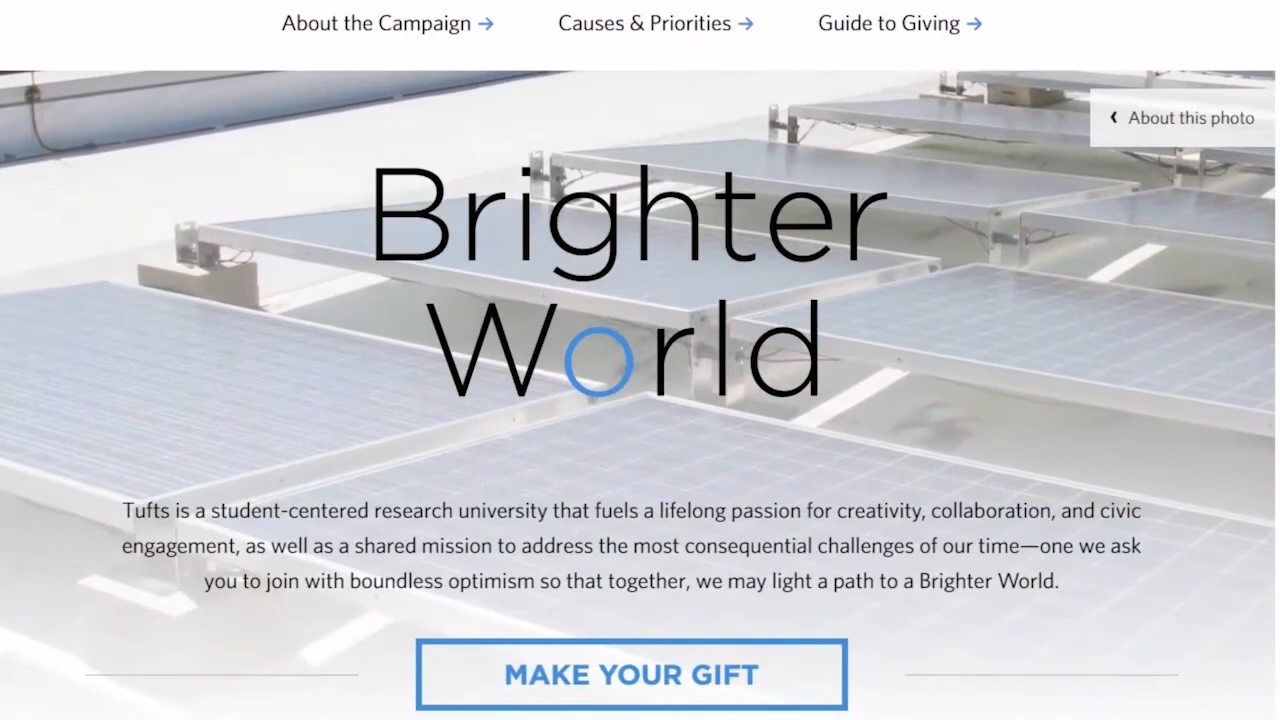 About the Campaign →
Causes & Priorities →
Guide to Giving →
‹ About this photo
Brighter
World
Tufts is a student-centered research university that fuels a lifelong passion for creativity, collaboration, and civic
engagement, as well as a shared mission to address the most consequential challenges of our time—one we ask
you to join with boundless optimism so that together, we may light a path to a Brighter World.
MAKE YOUR GIFT